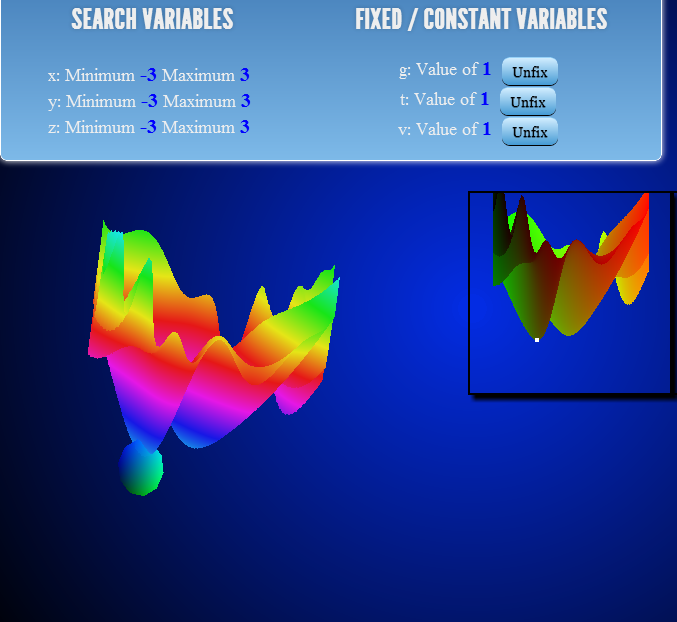 SEARCH VARIABLES
x: Minimum -3 Maximum 3
y: Minimum -3 Maximum 3
z: Minimum -3 Maximum 3
FIXED / CONSTANT VARIABLES
g: Value of 1 Unfix
t: Value of 1 Unfix
v: Value of 1 Unfix